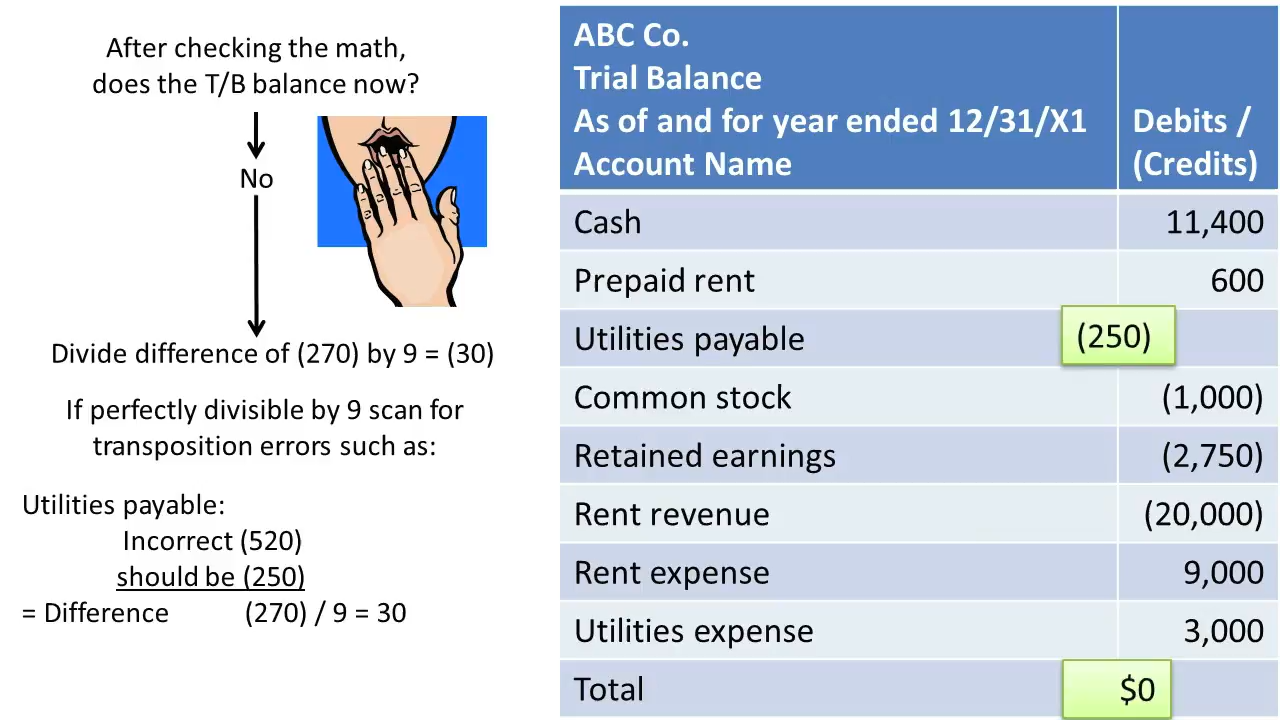 After checking the math,
does the T/B balance now?
No
Divide difference of (270) by 9 = (30)
If perfectly divisible by 9 scan for
transposition errors such as:
Utilities payable:
Incorrect (520)
should be (250)
= Difference (270) / 9 = 30
ABC Co.
Trial Balance
As of and for year ended 12/31/X1
Account Name
Debits /
(Credits)
Cash 11,400
Prepaid rent 600
Utilities payable (250)
Common stock (1,000)
Retained earnings (2,750)
Rent revenue (20,000)
Rent expense 9,000
Utilities expense 3,000
Total $0